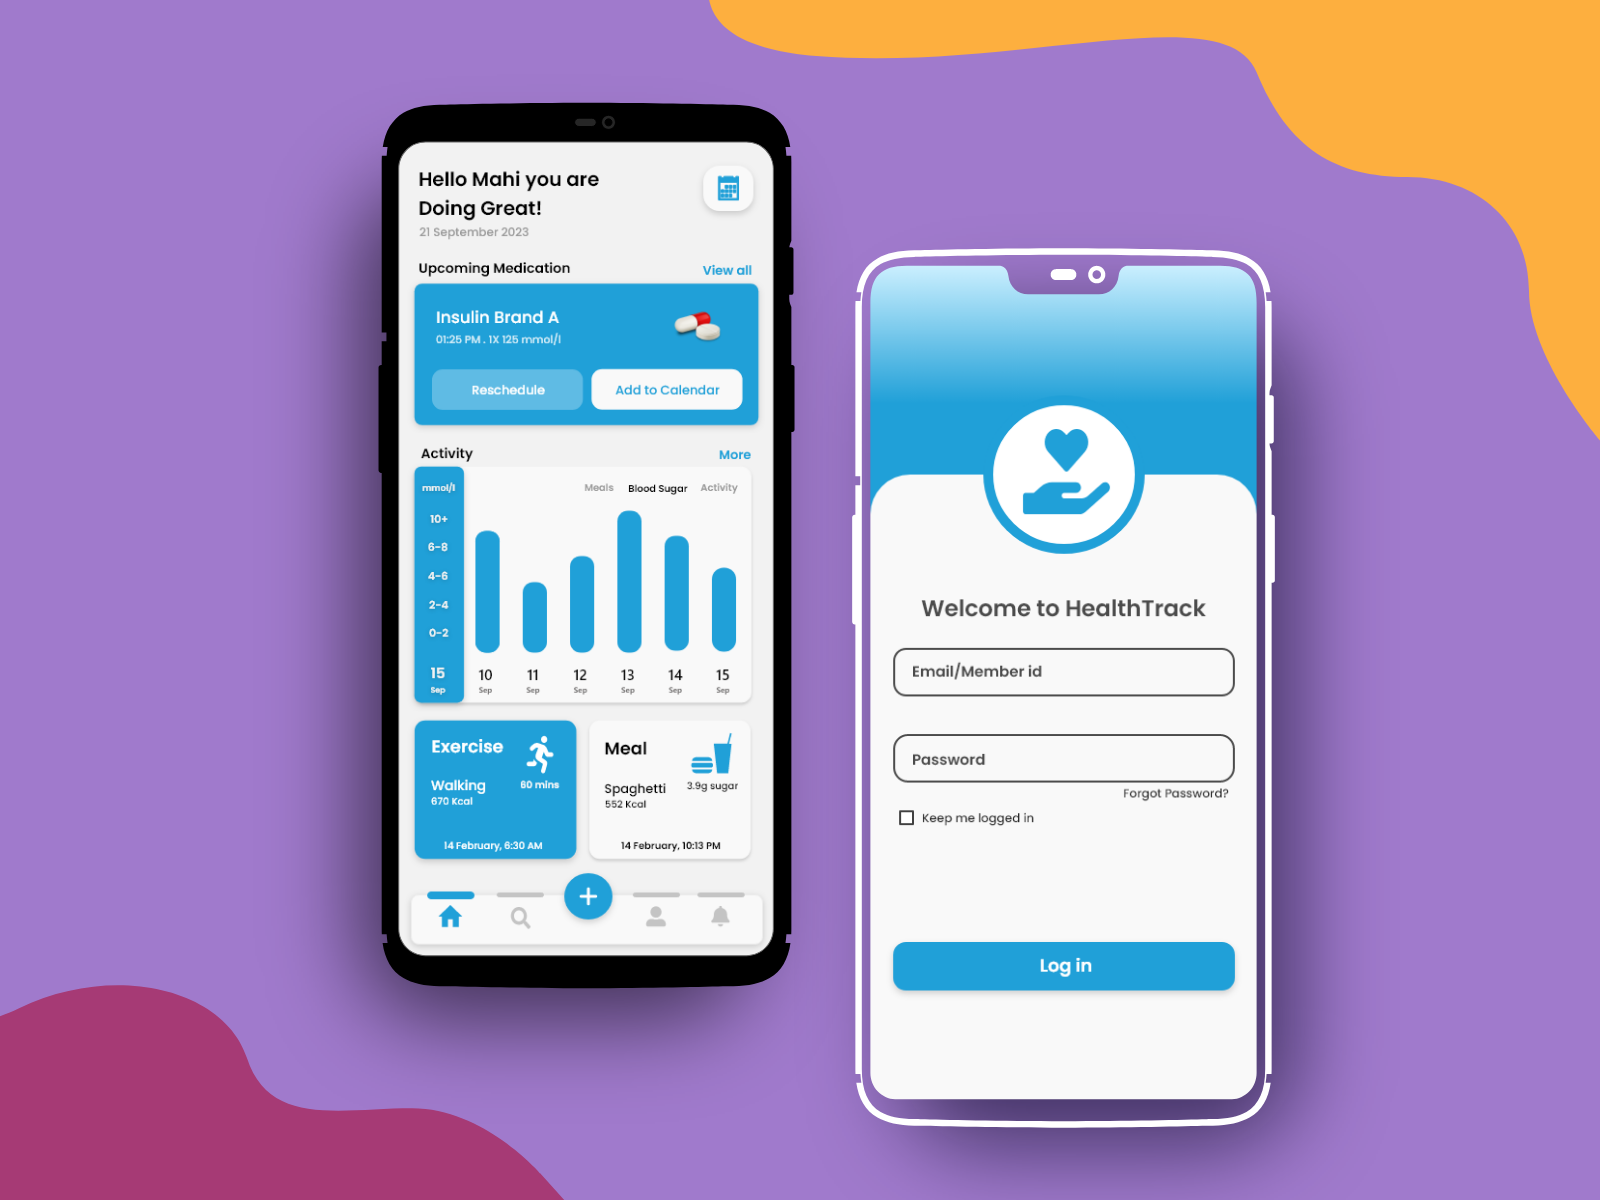 Hello Mahi you are
Doing Great!
21 September 2023
Upcoming Medication
View all
Insulin Brand A
01:25 PM . 1X 125 mmol/l
Reschedule
Add to Calendar
Activity
More
mmol/l
Meals
Blood Sugar
Activity
10+
6-8
4-6
2-4
0-2
15
Sep
10
Sep
11
Sep
12
Sep
13
Sep
14
Sep
15
Sep
Exercise
Walking
670 Kcal
60 mins
14 February, 6:30 AM
Meal
Spaghetti
552 Kcal
3.9g sugar
14 February, 10:13 PM
Welcome to HealthTrack
Email/Member id
Password
Forgot Password?
Keep me logged in
Log in